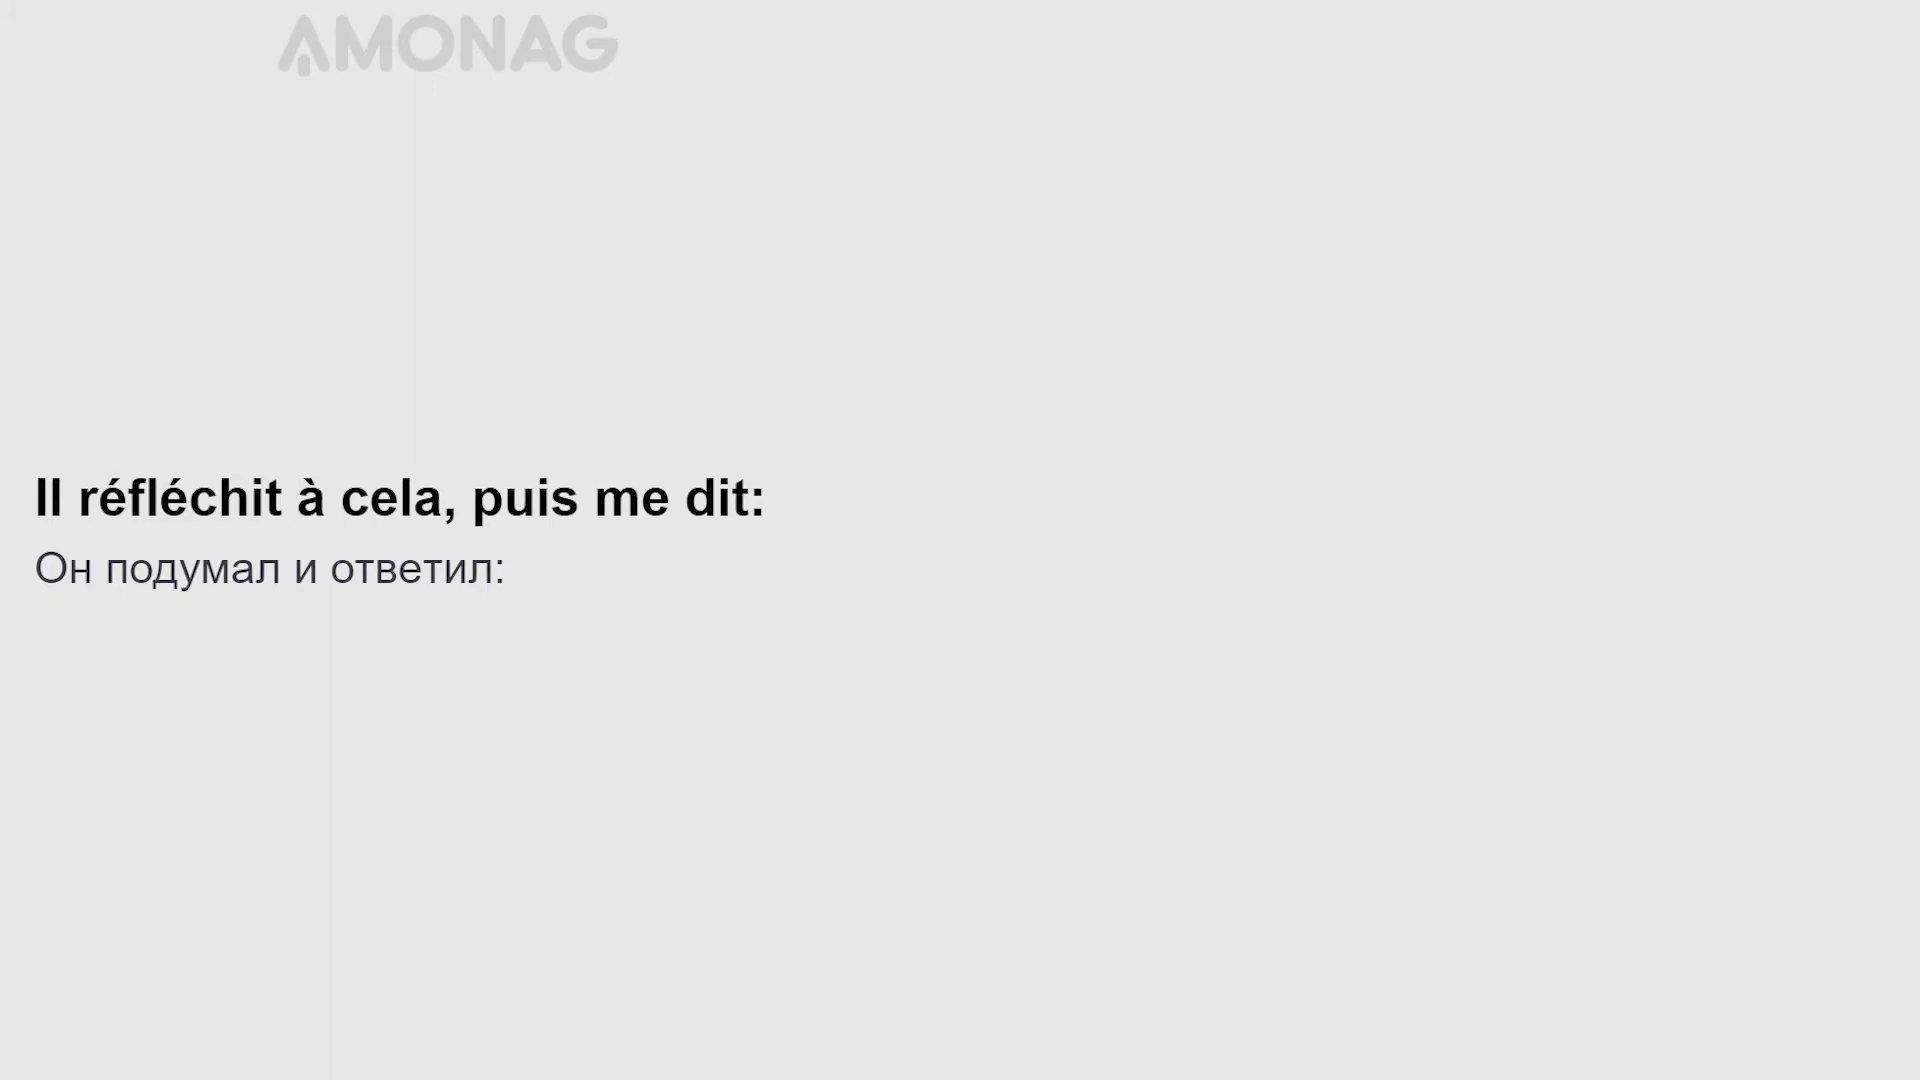 AMONAG
Il réfléchit à cela, puis me dit:
Он подумал и ответил: